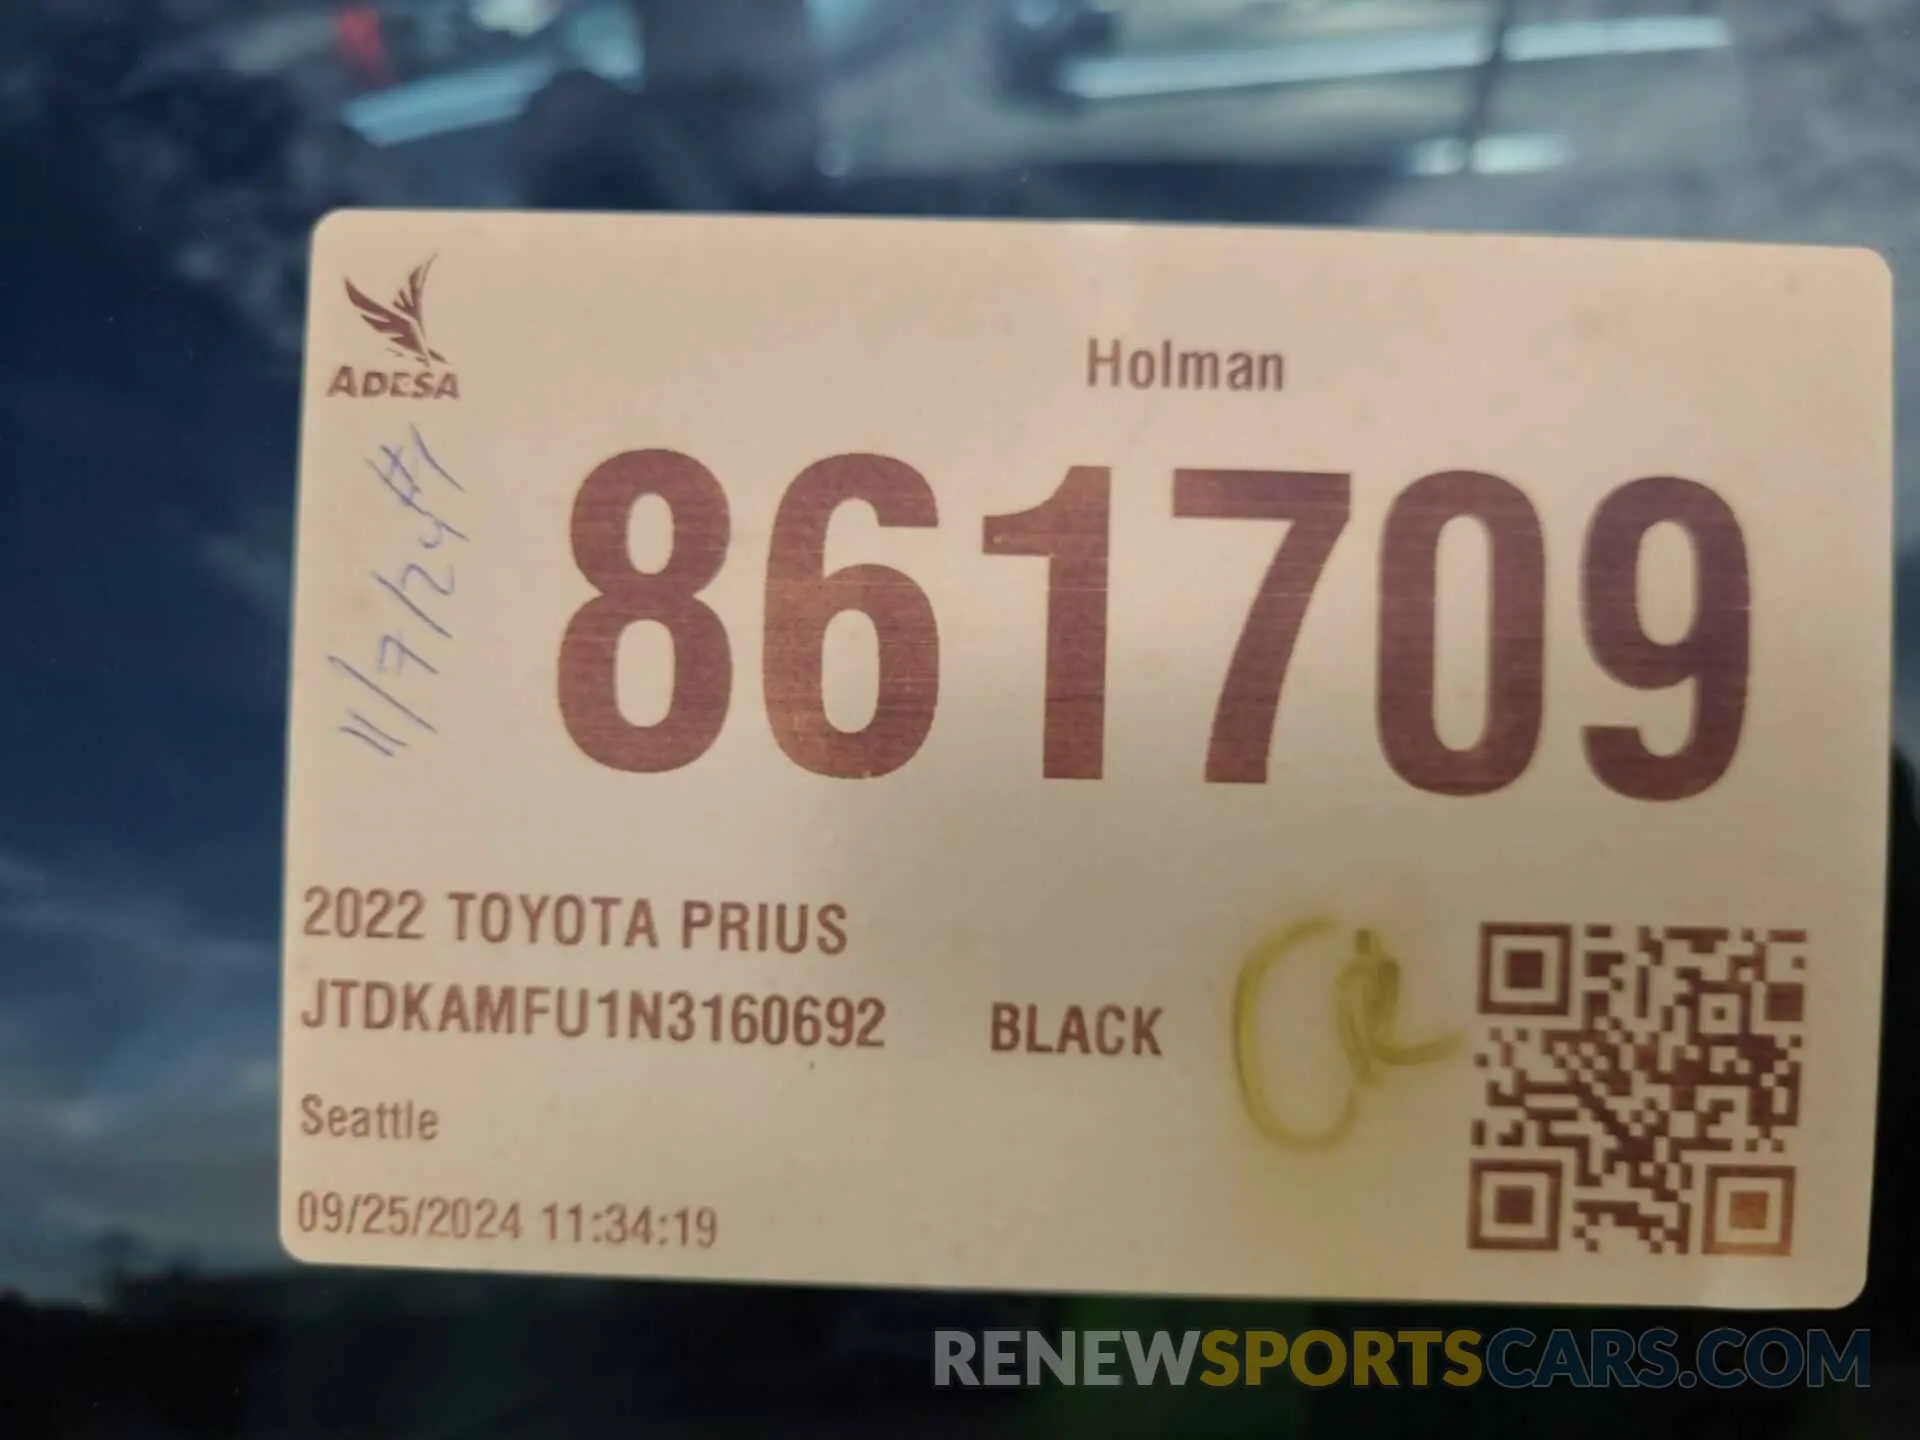 ADESA
Holman
11/7/24 #1
861709
2022 TOYOTA PRIUS
JTDKAMFU1N3160692 BLACK
Seattle
09/25/2024 11:34:19
RENEWSPORTSCARS.COM